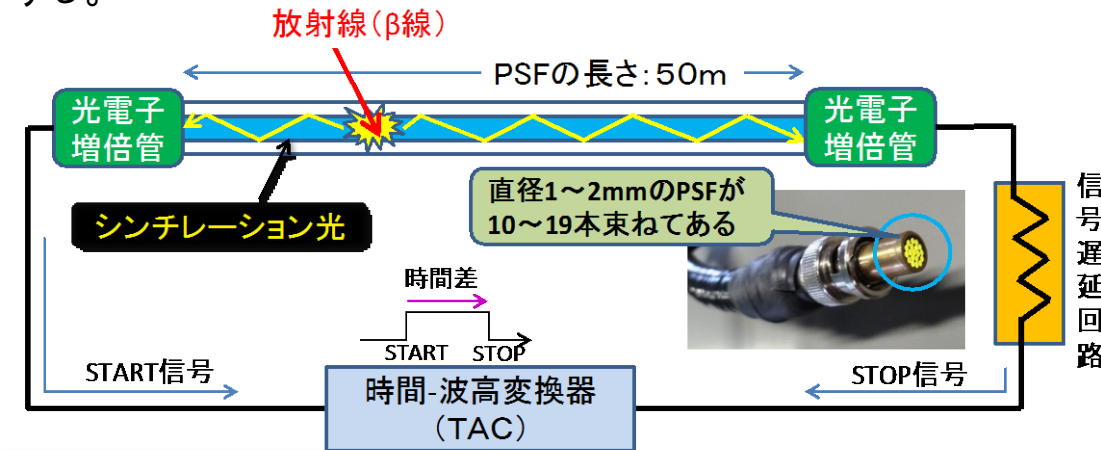 する。
放射線(β線)
PSFの長さ:50m
光電子
増倍管
光電子
増倍管
シンチレーション光
直径1～2mmのPSFが
10～19本束ねてある
信号遅延回路
時間差
START STOP
START信号
STOP信号
時間-波高変換器
(TAC)